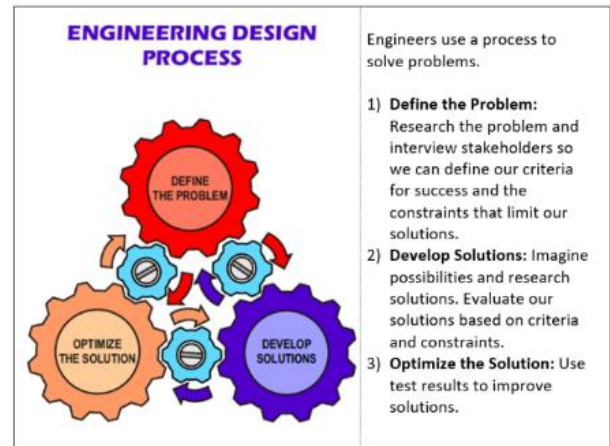 ENGINEERING DESIGN
PROCESS
DEFINE
THE PROBLEM
OPTIMIZE
THE SOLUTION
DEVELOP
SOLUTIONS
Engineers use a process to
solve problems.
1) Define the Problem:
Research the problem and
interview stakeholders so
we can define our criteria
for success and the
constraints that limit our
solutions.
2) Develop Solutions: Imagine
possibilities and research
solutions. Evaluate our
solutions based on criteria
and constraints.
3) Optimize the Solution: Use
test results to improve
solutions.